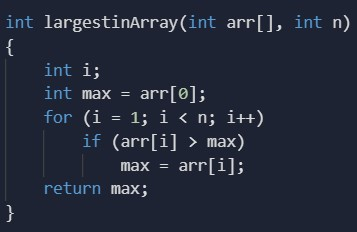 int largestinArray(int arr[], int n)
{
    int i;
    int max = arr[0];
    for (i = 1; i < n; i++)
        if (arr[i] > max)
            max = arr[i];
    return max;
}